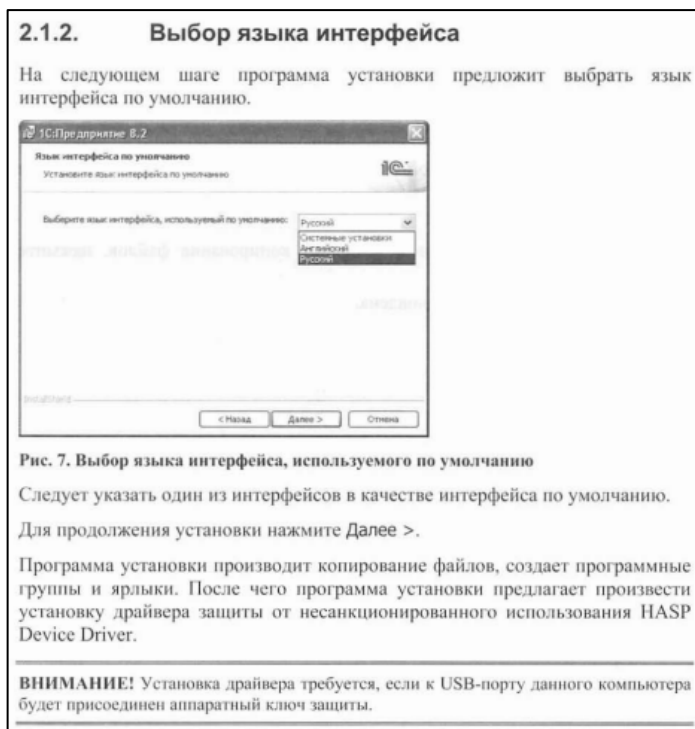 2.1.2. Выбор языка интерфейса
На следующем шаге программа установки предложит выбрать язык
интерфейса по умолчанию.
1С:Предприятие 8.2
Язык интерфейса по умолчанию
Установите язык интерфейса по умолчанию
1С
Выберите язык интерфейса, используемый по умолчанию:
Русский
Системные установки
Английский
Русский
InstallShield
< Назад
Далее >
Отмена
Рис. 7. Выбор языка интерфейса, используемого по умолчанию
Следует указать один из интерфейсов в качестве интерфейса по умолчанию.
Для продолжения установки нажмите Далее >.
Программа установки производит копирование файлов, создает программные
группы и ярлыки. После чего программа установки предлагает произвести
установку драйвера защиты от несанкционированного использования HASP
Device Driver.
ВНИМАНИЕ! Установка драйвера требуется, если к USB-порту данного компьютера
будет присоединен аппаратный ключ защиты.